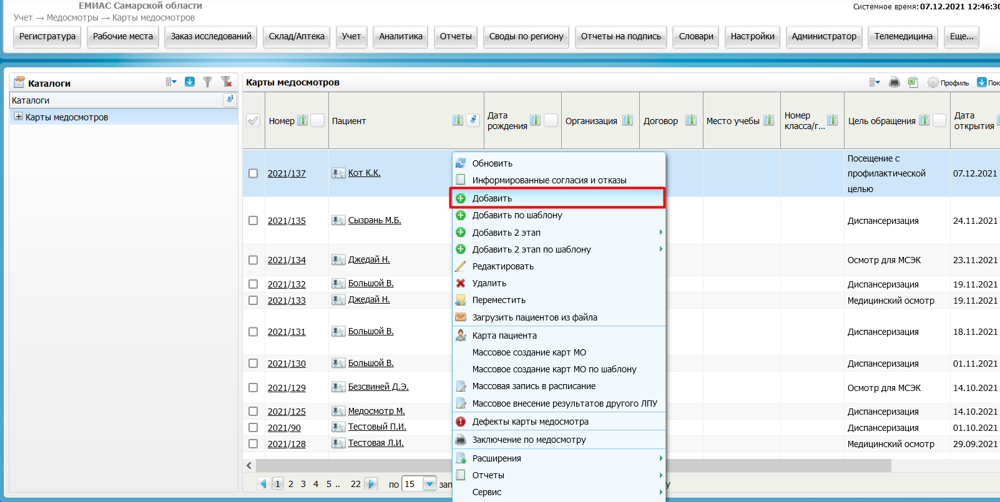 ЕМИАС Самарской области
Системное время: 07.12.2021 12:46:30
Учет → Медосмотры → Карты медосмотров
Регистратура Рабочие места Заказ исследований Склад/Аптека Учет Аналитика Отчеты Своды по региону Отчеты на подпись Словари Настройки Администратор Телемедицина Еще...
Каталоги
Каталоги
Карты медосмотров
Карты медосмотров
Профиль Пок
Номер Пациент Дата рождения Организация Договор Место учебы Номер класса/г... Цель обращения Дата открытия
2021/137 Кот К.К. Посещение с профилактической целью 07.12.2021
2021/135 Сызрань М.Б. Диспансеризация 24.11.2021
2021/134 Джедай Н. Осмотр для МСЭК 23.11.2021
2021/132 Большой В. Диспансеризация 19.11.2021
2021/133 Джедай Н. Медицинский осмотр 19.11.2021
2021/131 Большой В. Диспансеризация 18.11.2021
2021/130 Большой В. Диспансеризация 01.11.2021
2021/129 Безсвиней Д.Э. Осмотр для МСЭК 14.10.2021
2021/125 Медосмотр М. Диспансеризация 14.10.2021
2021/90 Тестовый П.И. Диспансеризация 01.10.2021
2021/128 Тестовая Л.И. Медицинский осмотр 29.09.2021
1 2 3 4 5 .. 22 по 15 зап
у
Обновить
Информированные согласия и отказы
Добавить
Добавить по шаблону
Добавить 2 этап
Добавить 2 этап по шаблону
Редактировать
Удалить
Переместить
Загрузить пациентов из файла
Карта пациента
Массовое создание карт МО
Массовое создание карт МО по шаблону
Массовая запись в расписание
Массовое внесение результатов другого ЛПУ
Дефекты карты медосмотра
Заключение по медосмотру
Расширения
Отчеты
Сервис